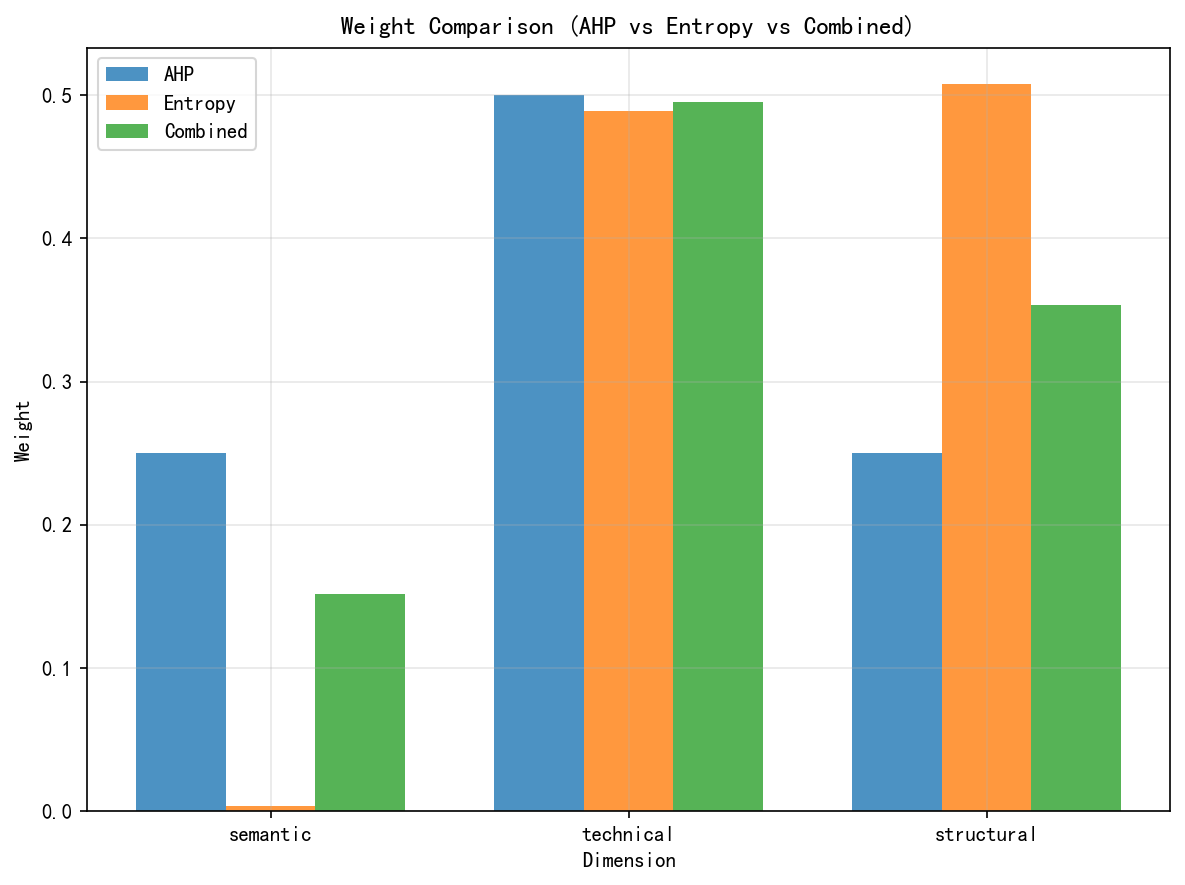 Weight Comparison (AHP vs Entropy vs Combined)
AHP
Entropy
Combined
0.5
0.4
0.3
0.2
0.1
0.0
Weight
semantic technical structural
Dimension